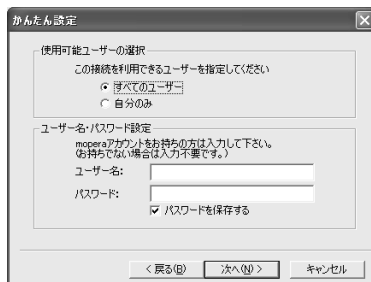 かんたん設定
使用可能ユーザーの選択
この接続を利用できるユーザーを指定してください
すべてのユーザー
自分のみ
ユーザー名・パスワード設定
moperaアカウントをお持ちの方は入力して下さい。
(お持ちでない場合は入力不要です。)
ユーザー名:
パスワード:
パスワードを保存する
< 戻る(B)
次へ(N) >
キャンセル